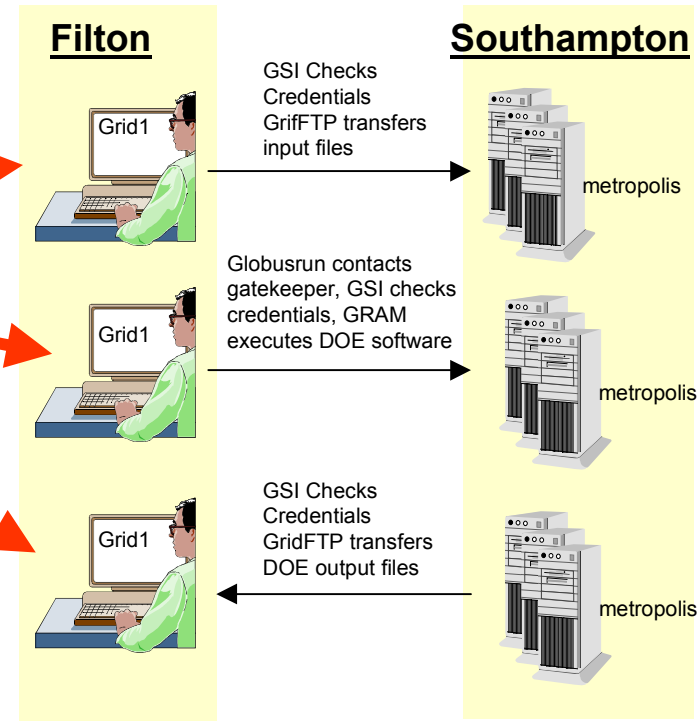 Filton
Southampton
GSI Checks
Credentials
GrifFTP transfers
input files
Grid1
metropolis
Globusrun contacts
gatekeeper, GSI checks
credentials, GRAM
executes DOE software
Grid1
metropolis
GSI Checks
Credentials
GridFTP transfers
DOE output files
Grid1
metropolis